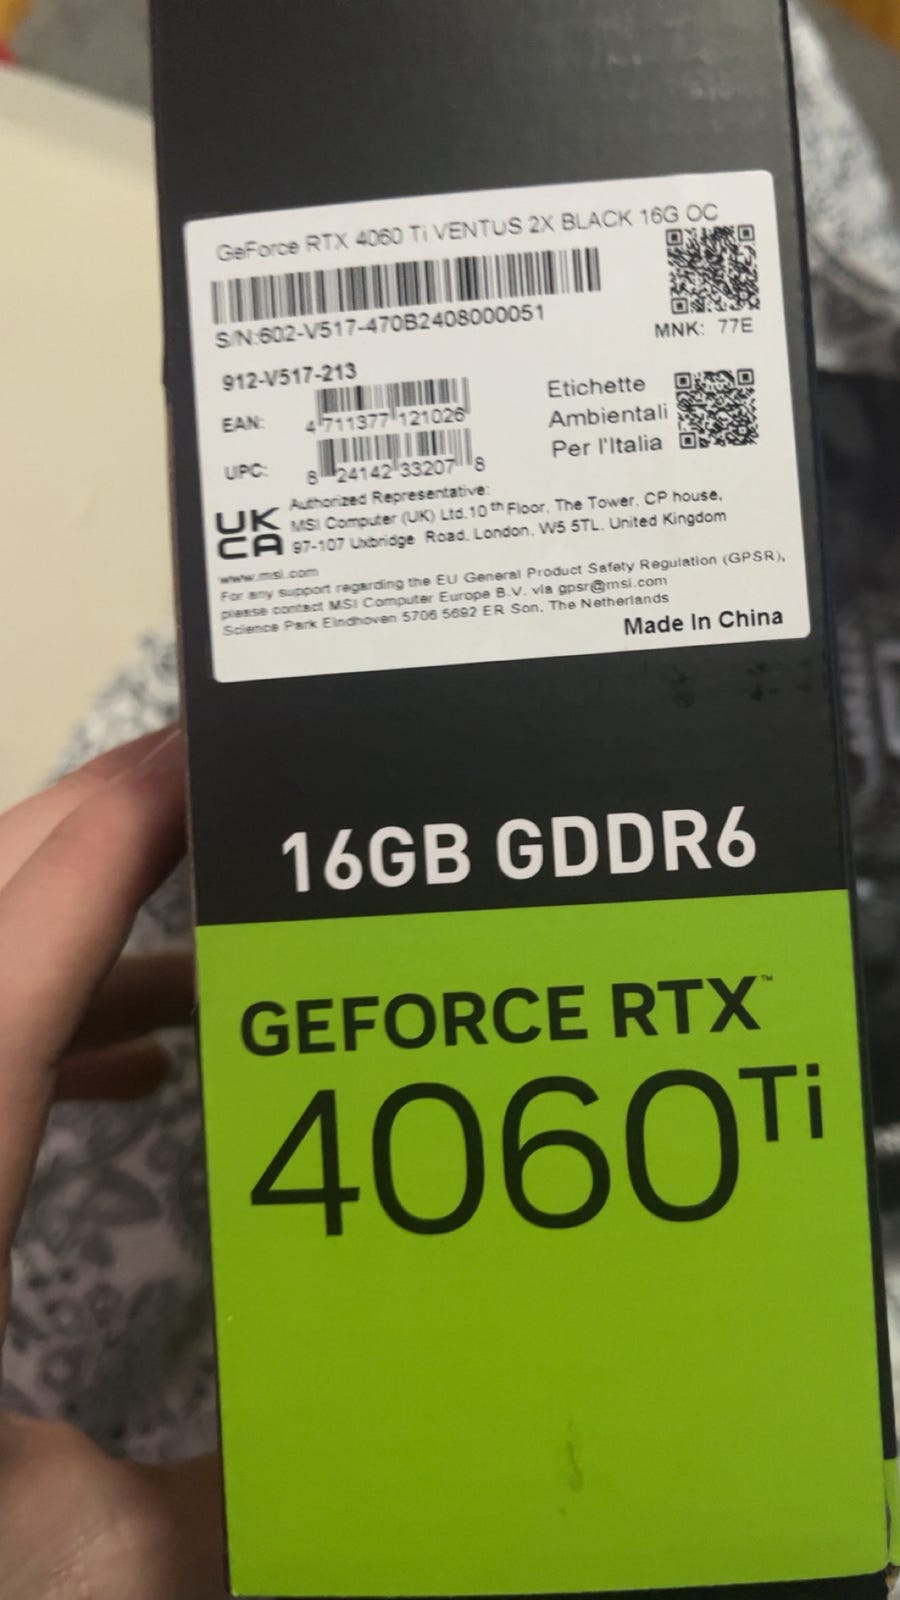 GeForce RTX 4060 Ti VENTUS 2X BLACK 16G OC
S/N:602-V517-470B2408000051
MNK: 77E
912-V517-213
EAN:
4 711377 121026
UPC:
8 24142 33207 8
Etichette
Ambientali
Per l'Italia
UK
CA
Authorized Representative:
MSI Computer (UK) Ltd.10th Floor, The Tower, CP house,
97-107 Uxbridge Road, London, W5 5TL, United Kingdom
www.msi.com
For any support regarding the EU General Product Safety Regulation (GPSR),
please contact MSI Computer Europe B.V. via gpsr@msi.com
Science Park Eindhoven 5706 5692 ER Son, The Netherlands
Made In China
16GB GDDR6
GEFORCE RTX™
4060 Ti